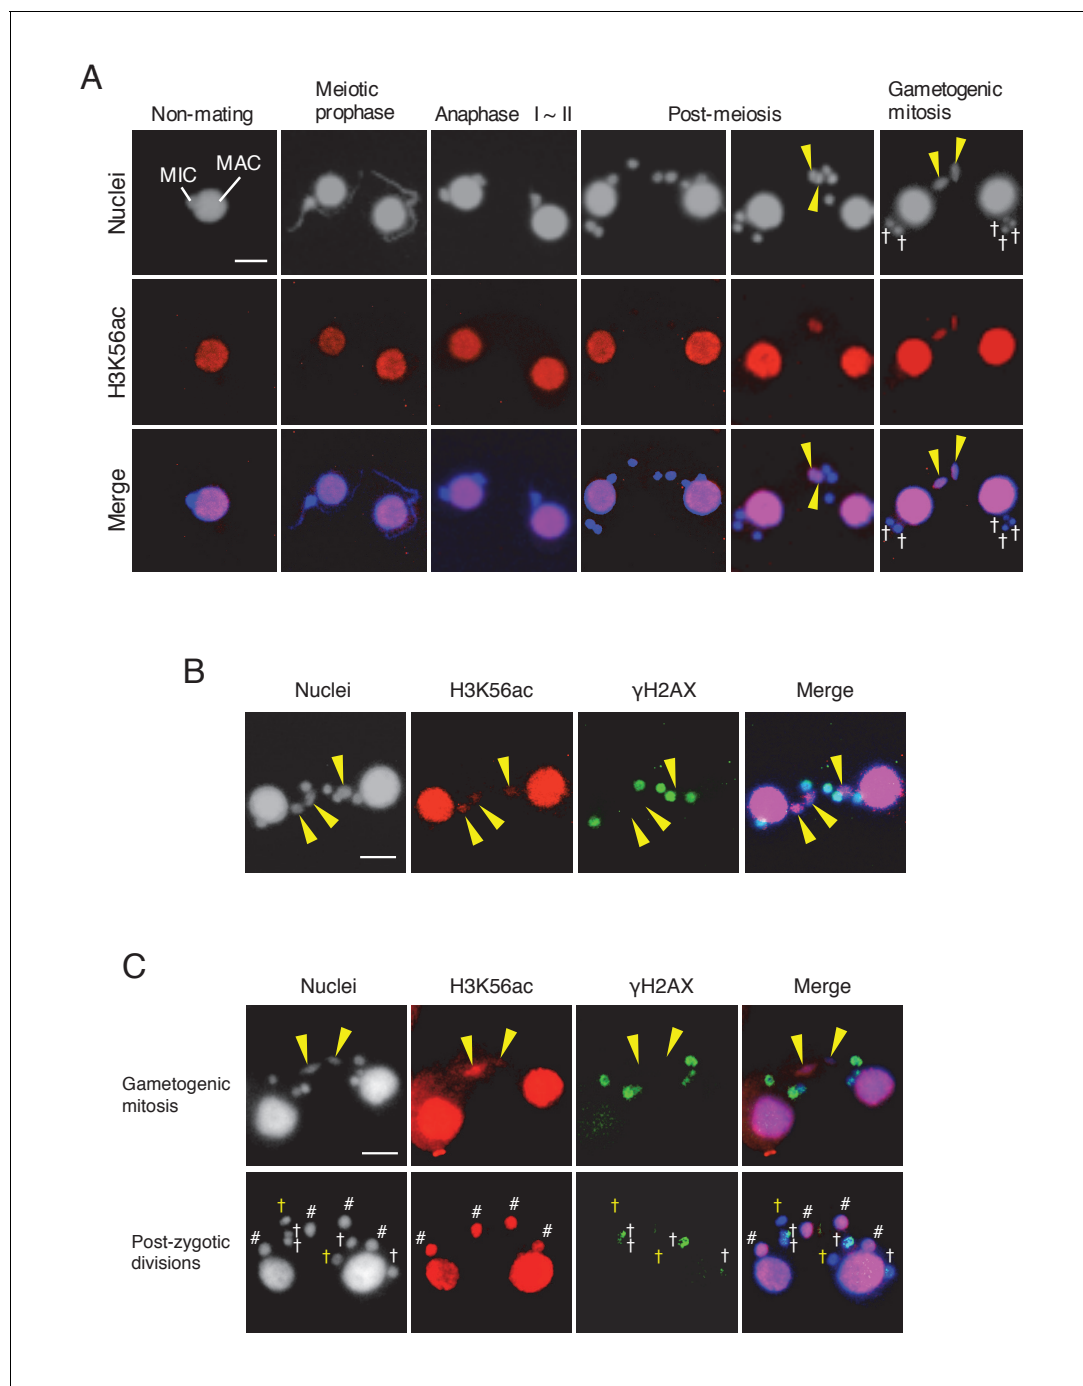 A
Non-mating
Meiotic
prophase
Anaphase I ~ II
Post-meiosis
Gametogenic
mitosis
Nuclei
MIC
MAC
† † † † †
H3K56ac
Merge
† † † † †
B
Nuclei H3K56ac γH2AX Merge
C
Nuclei H3K56ac γH2AX Merge
Gametogenic
mitosis
Post-zygotic
divisions
# † # † † # † † # †
# # # #
† † † † † †
# † # † † # † † # †